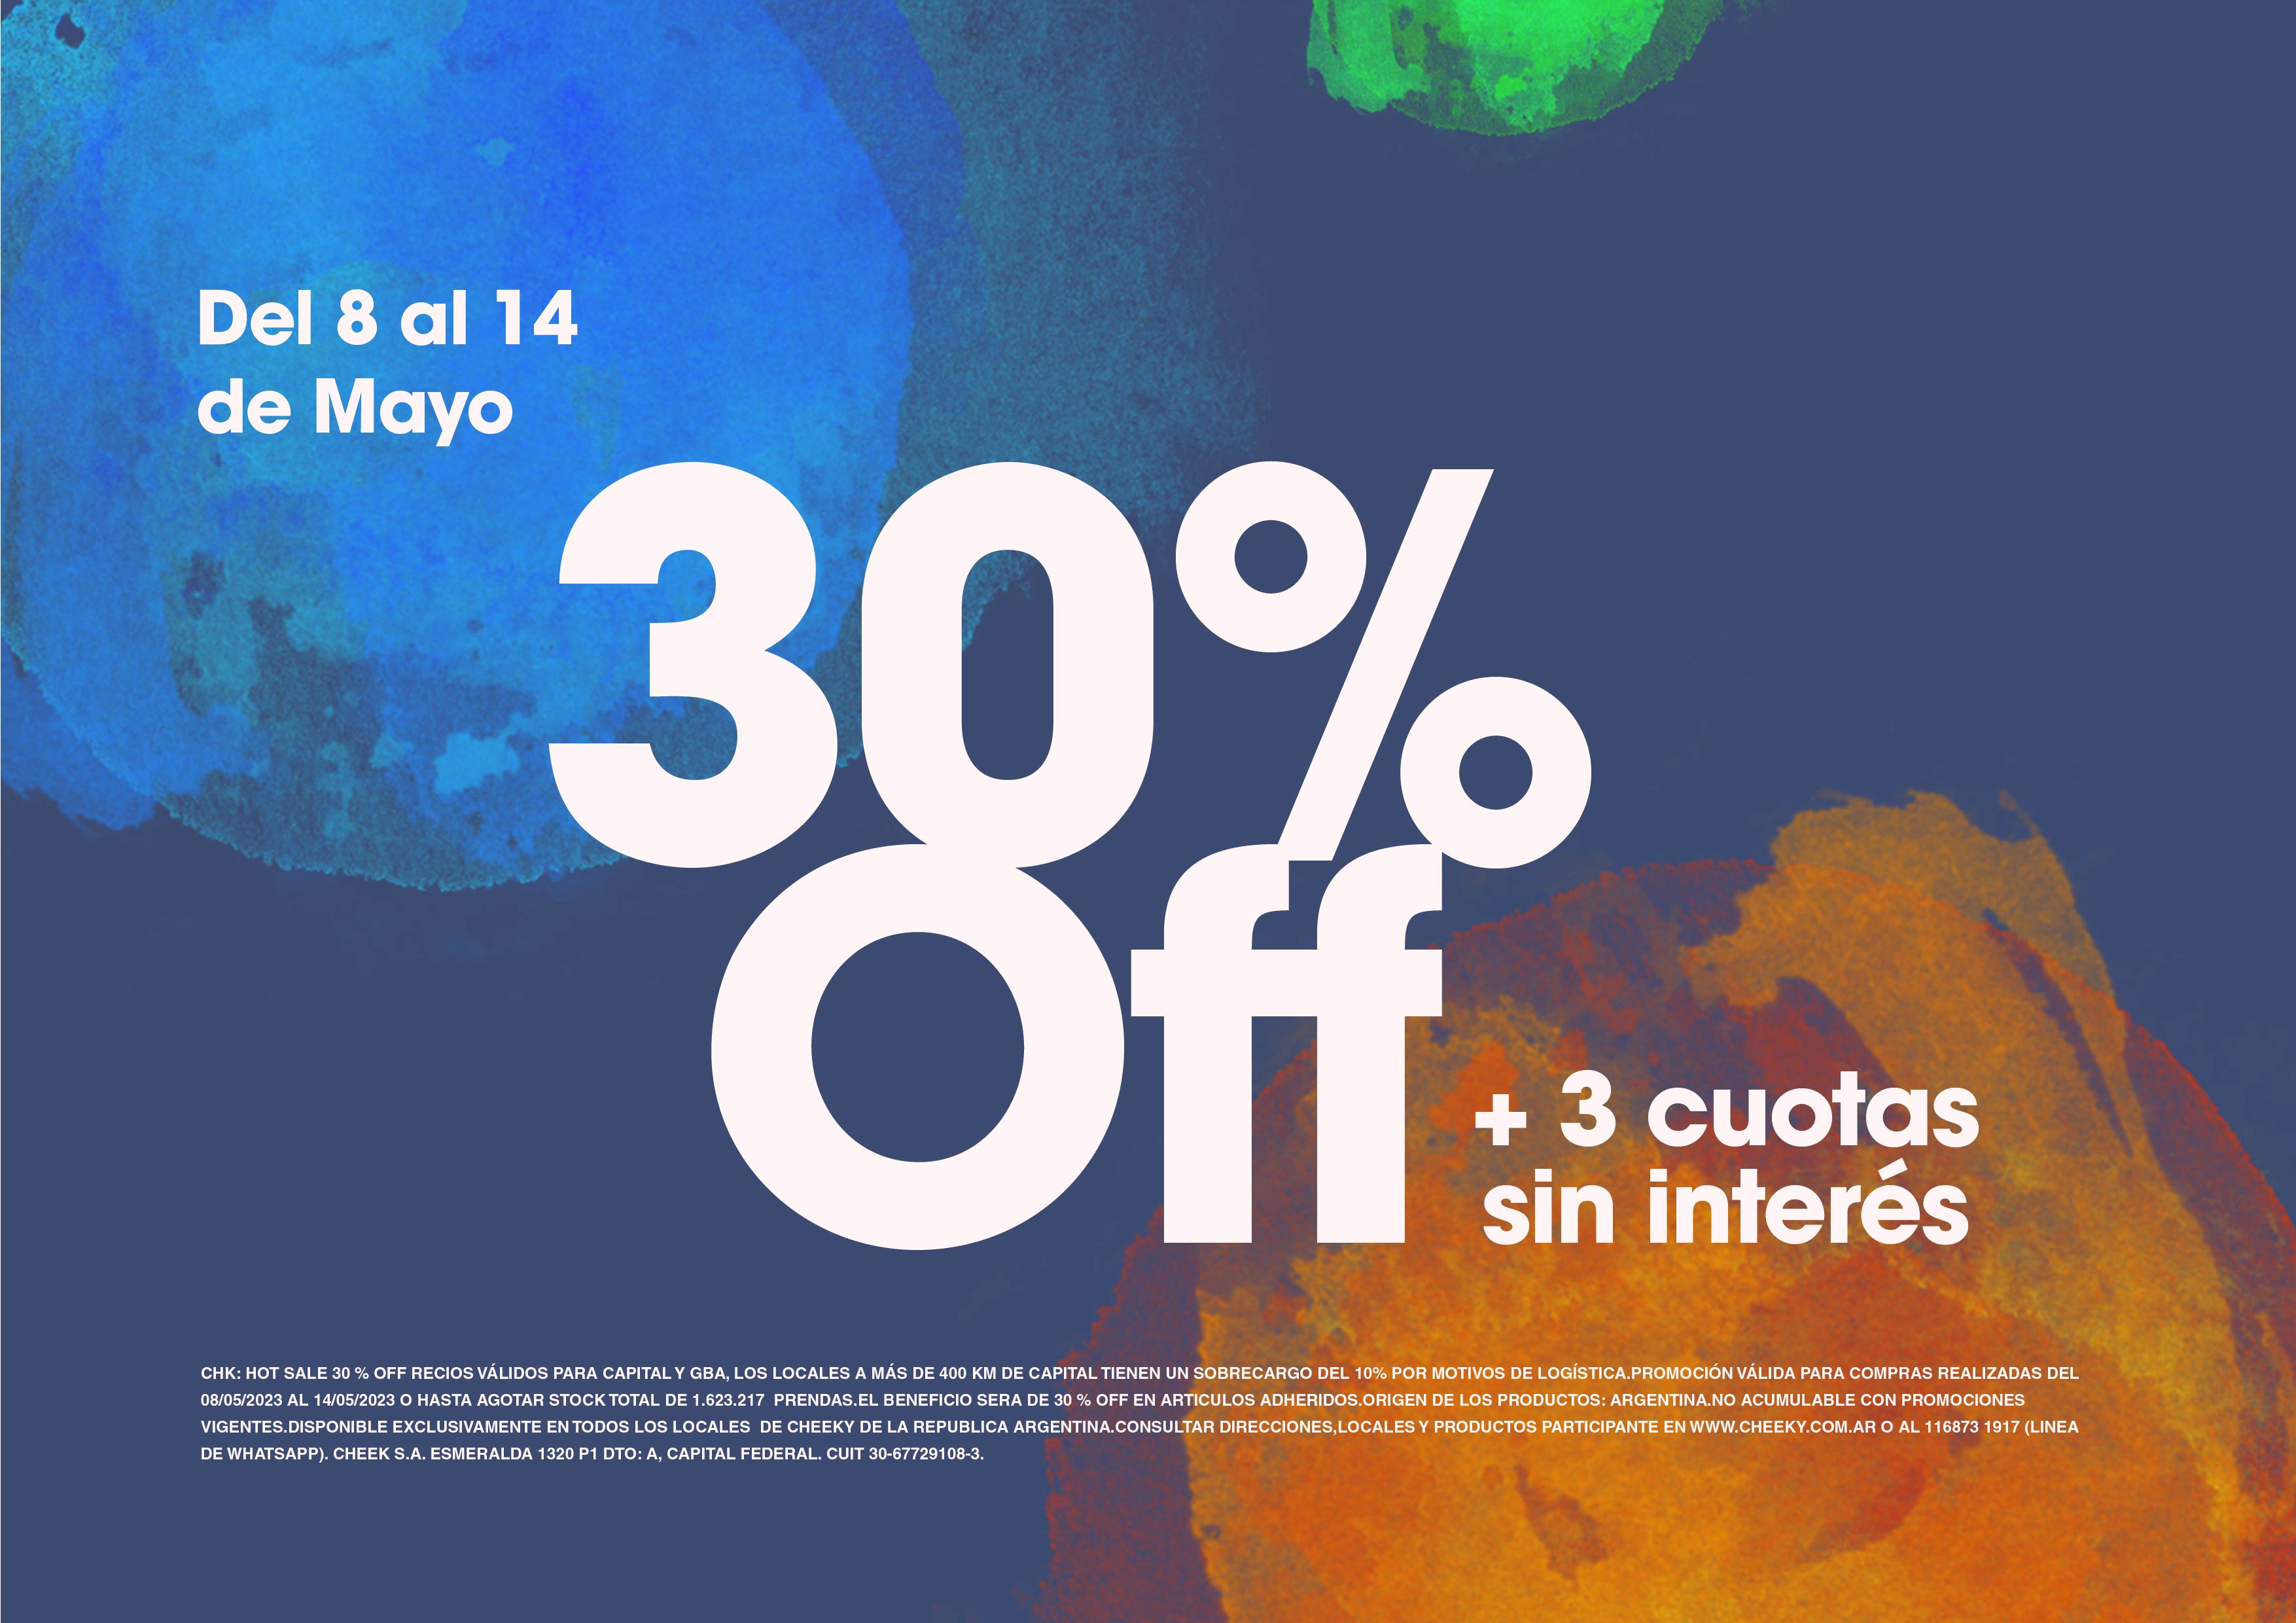 Del 8 al 14
de Mayo
30%
Off
+ 3 cuotas
sin interés
CHK: HOT SALE 30 % OFF RECIOS VÁLIDOS PARA CAPITAL Y GBA, LOS LOCALES A MÁS DE 400 KM DE CAPITAL TIENEN UN SOBRECARGO DEL 10% POR MOTIVOS DE LOGÍSTICA.PROMOCIÓN VÁLIDA PARA COMPRAS REALIZADAS DEL
08/05/2023 AL 14/05/2023 O HASTA AGOTAR STOCK TOTAL DE 1.623.217 PRENDAS.EL BENEFICIO SERA DE 30 % OFF EN ARTICULOS ADHERIDOS.ORIGEN DE LOS PRODUCTOS: ARGENTINA.NO ACUMULABLE CON PROMOCIONES
VIGENTES.DISPONIBLE EXCLUSIVAMENTE EN TODOS LOS LOCALES DE CHEEKY DE LA REPUBLICA ARGENTINA.CONSULTAR DIRECCIONES,LOCALES Y PRODUCTOS PARTICIPANTE EN WWW.CHEEKY.COM.AR O AL 116873 1917 (LINEA
DE WHATSAPP). CHEEK S.A. ESMERALDA 1320 P1 DTO: A, CAPITAL FEDERAL. CUIT 30-67729108-3.